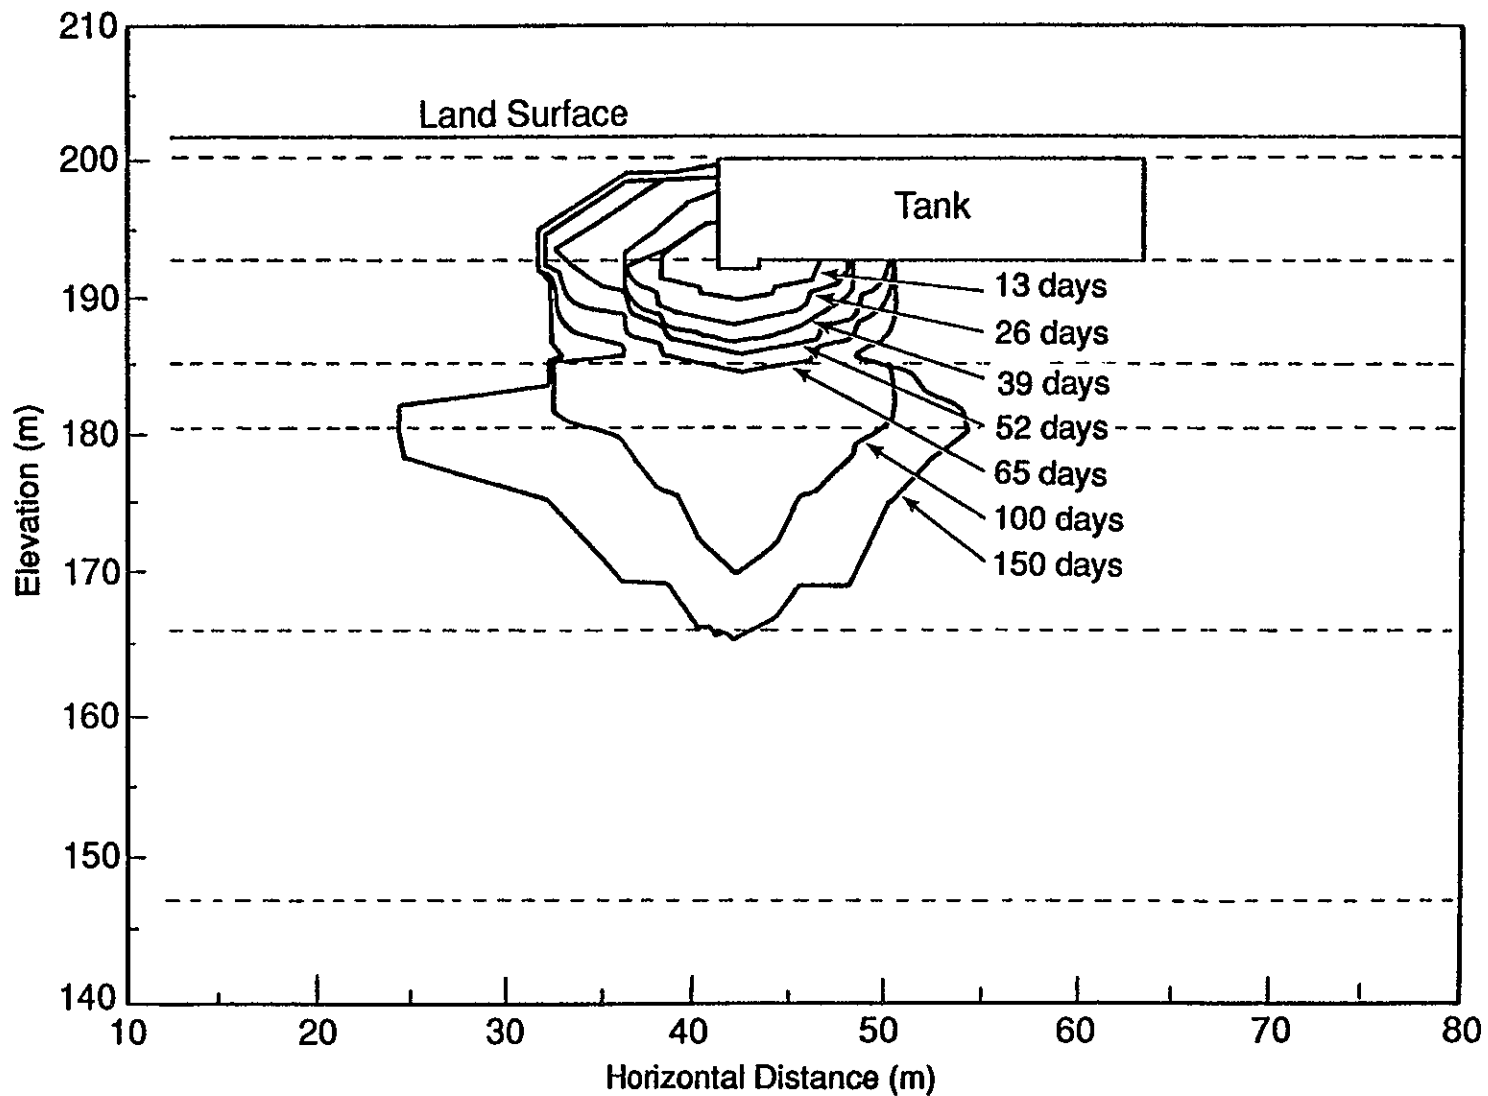 210
Land Surface
200
Tank
190
13 days
26 days
39 days
180
52 days
65 days
100 days
170
150 days
160
150
140
Elevation (m)
10 20 30 40 50 60 70 80
Horizontal Distance (m)